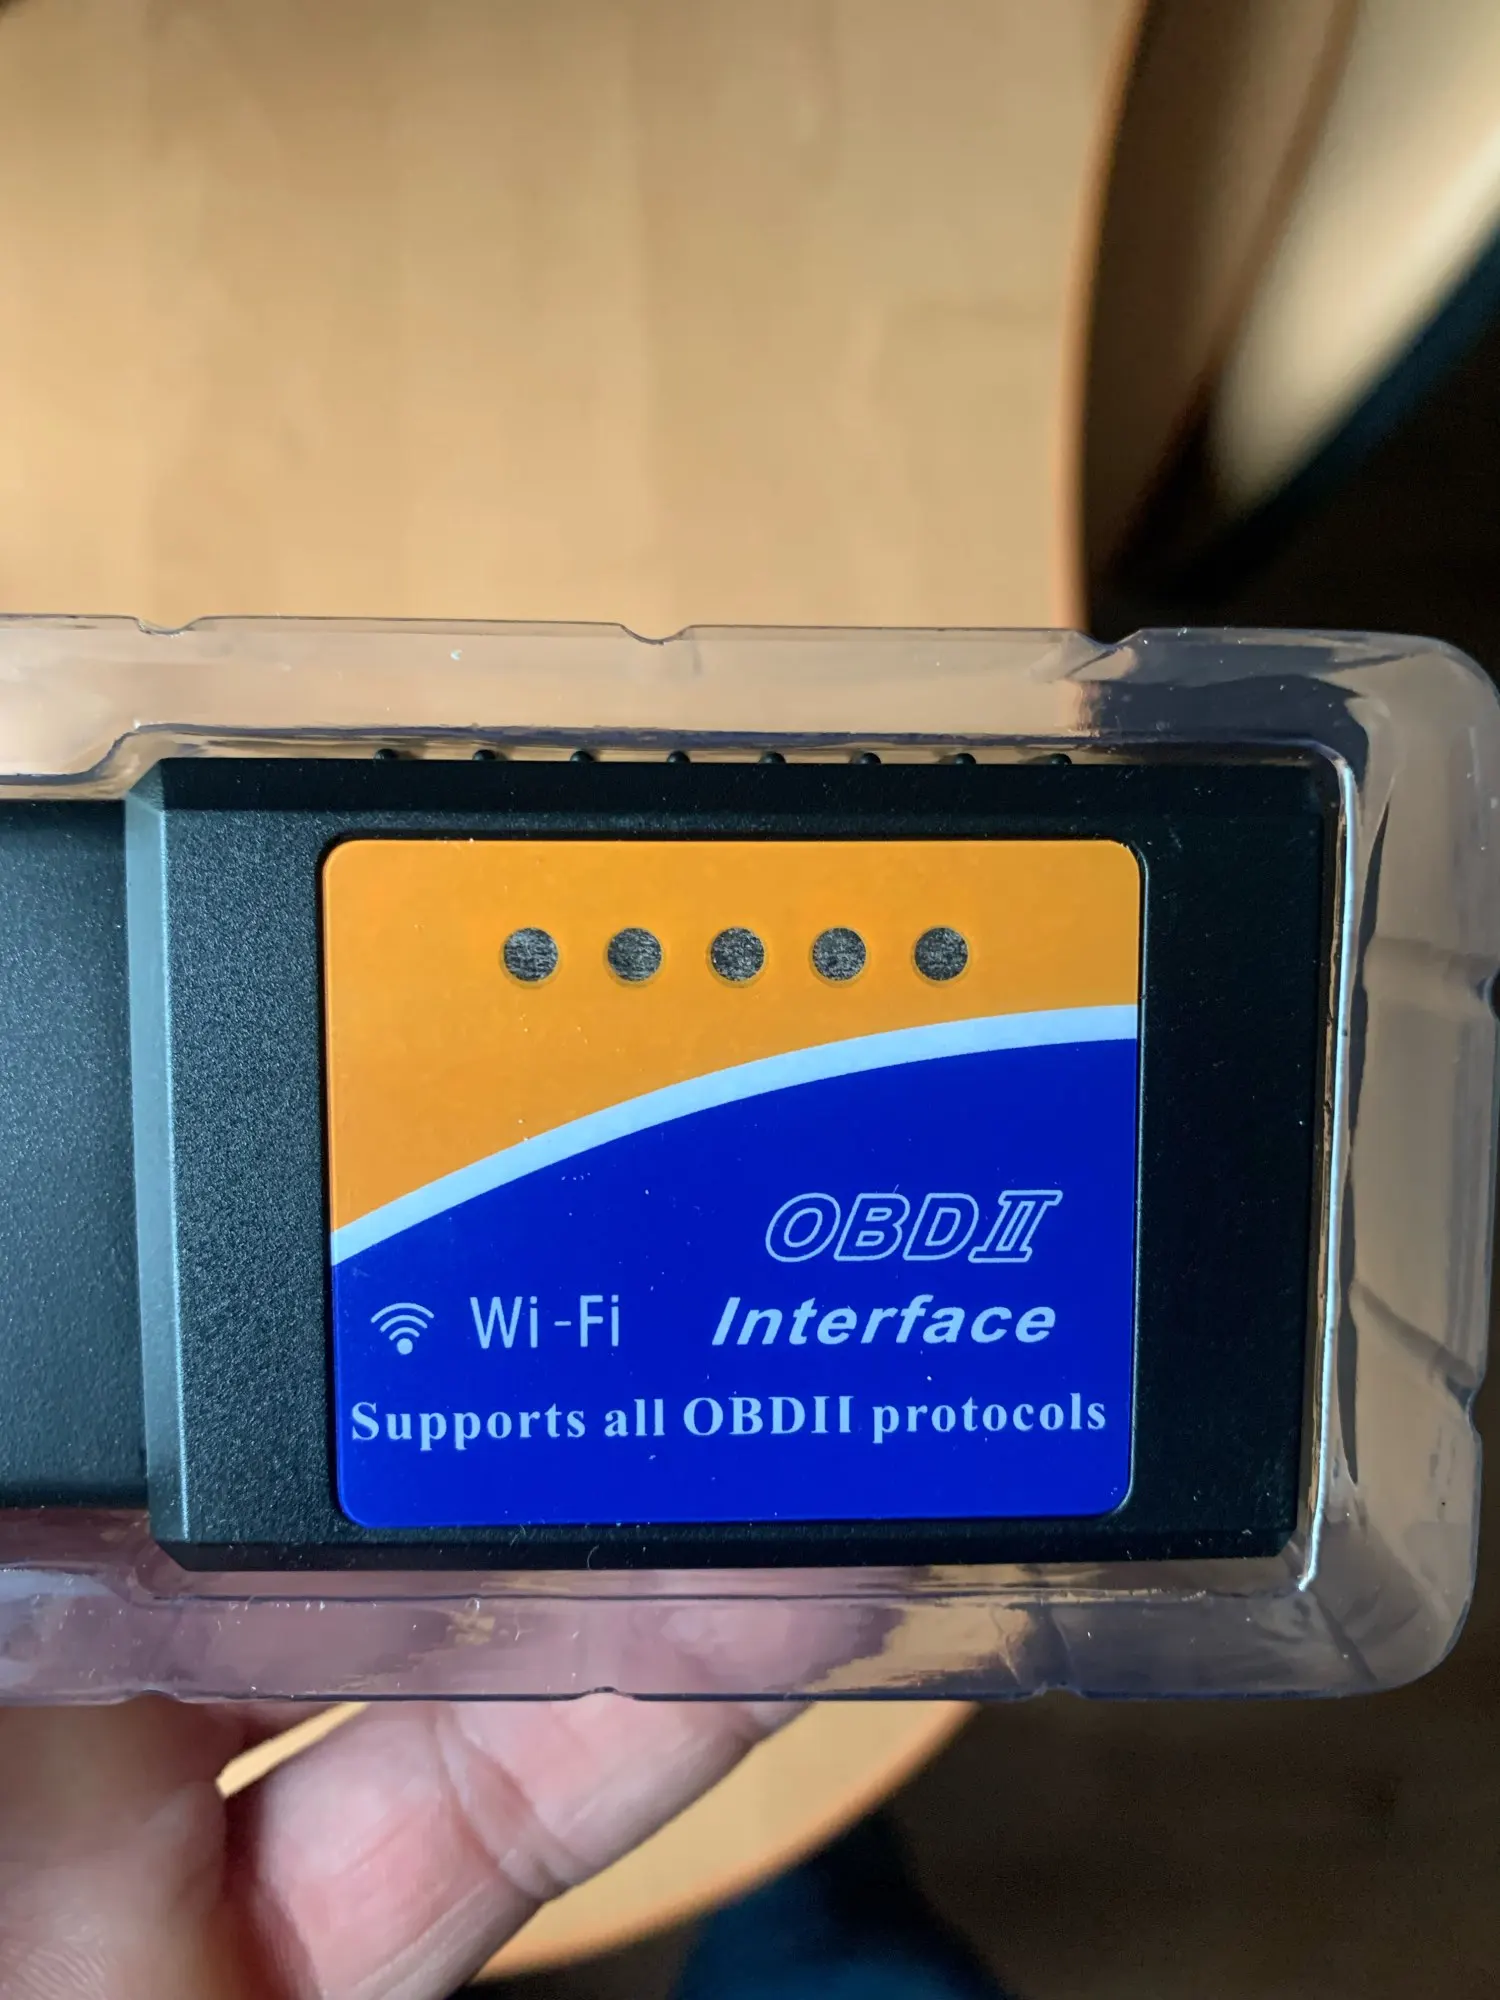 OBDII
Wi-Fi Interface
Supports all OBDII protocols